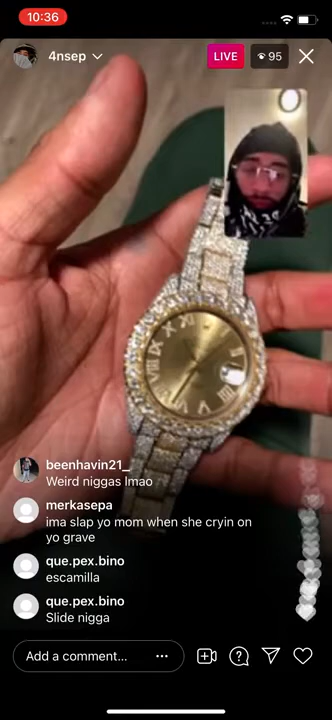 10:36
4nsep
LIVE
95
beenhavin21_
Weird niggas lmao
merkasepa
ima slap yo mom when she cryin on
yo grave
que.pex.bino
escamilla
que.pex.bino
Slide nigga
Add a comment...